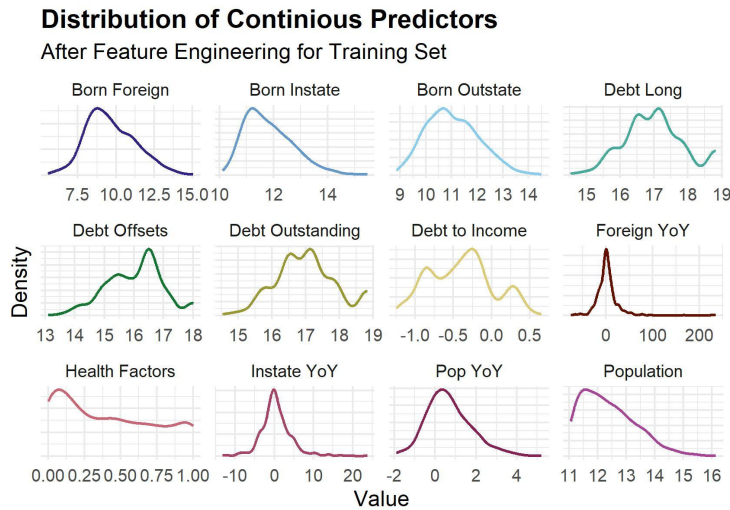 Distribution of Continious Predictors
After Feature Engineering for Training Set
Born Foreign
Born Instate
Born Outstate
Debt Long
7.5 10.0 12.5 15.0
10 12 14
9 10 11 12 13 14
15 16 17 18 19
Debt Offsets
Debt Outstanding
Debt to Income
Foreign YoY
13 14 15 16 17 18
15 16 17 18 19
-1.0 -0.5 0.0 0.5
0 100 200
Health Factors
Instate YoY
Pop YoY
Population
0.00 0.25 0.50 0.75 1.00
-10 0 10 20
-2 0 2 4
11 12 13 14 15 16
Density
Value